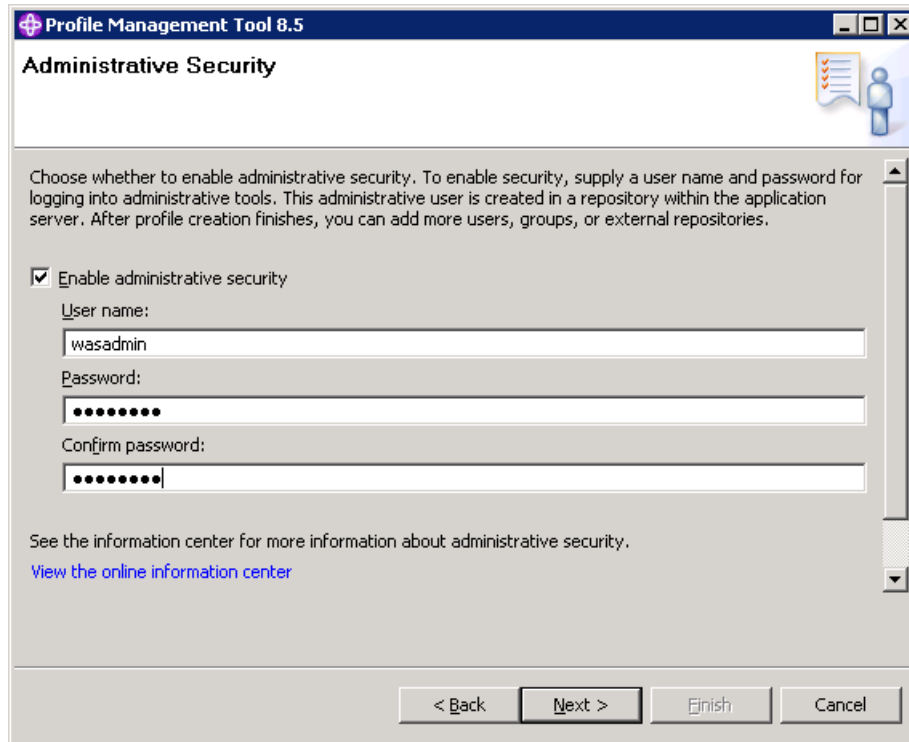 Profile Management Tool 8.5
Administrative Security
Choose whether to enable administrative security. To enable security, supply a user name and password for
logging into administrative tools. This administrative user is created in a repository within the application
server. After profile creation finishes, you can add more users, groups, or external repositories.
Enable administrative security
User name:
wasadmin
Password:
●●●●●●●●
Confirm password:
●●●●●●●●
See the information center for more information about administrative security.
View the online information center
< Back Next > Finish Cancel